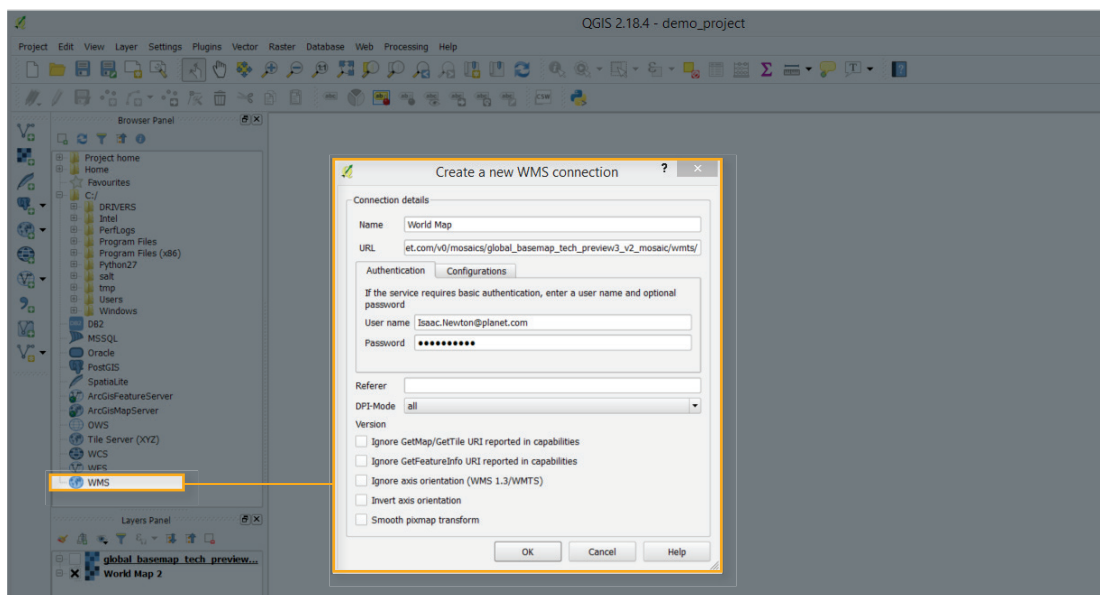 QGIS 2.18.4 - demo_project
Project Edit View Layer Settings Plugins Vector Raster Database Web Processing Help
CSW
Browser Panel
Project home
Home
Favourites
C:/
DRIVERS
Intel
PerfLogs
Program Files
Program Files (x86)
Python27
salt
tmp
Users
Windows
DB2
MSSQL
Oracle
PostGIS
SpatiaLite
ArcGisFeatureServer
ArcGisMapServer
OWS
Tile Server (XYZ)
WCS
WFS
WMS
Layers Panel
global_basemap_tech_preview...
World Map 2
Create a new WMS connection
Connection details
Name World Map
URL et.com/v0/mosaics/global_basemap_tech_preview3_v2_mosaic/wmts/
Authentication Configurations
If the service requires basic authentication, enter a user name and optional
password
User name Isaac.Newton@planet.com
Password ●●●●●●●●●●
Referer
DPI-Mode all
Version
Ignore GetMap/GetTile URI reported in capabilities
Ignore GetFeatureInfo URI reported in capabilities
Ignore axis orientation (WMS 1.3/WMTS)
Invert axis orientation
Smooth pixmap transform
OK Cancel Help